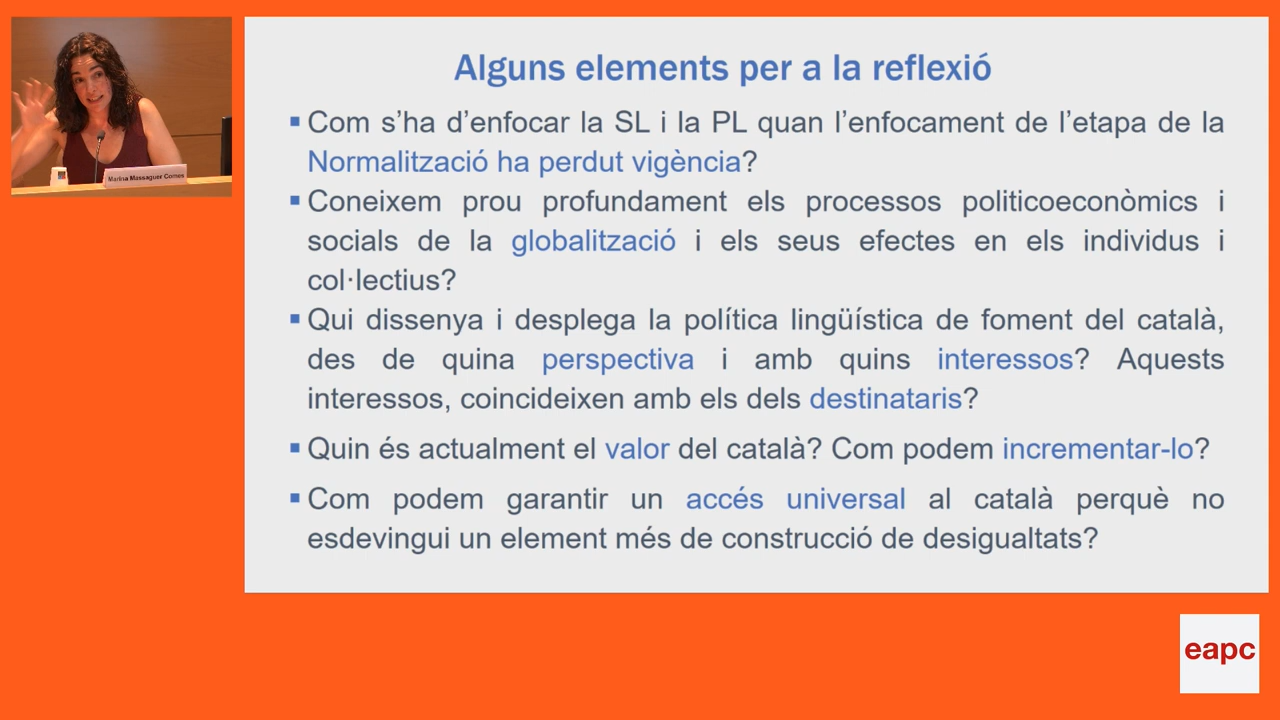 Marina Massaguer Comes
Alguns elements per a la reflexió
Com s’ha d’enfocar la SL i la PL quan l’enfocament de l’etapa de la
Normalització ha perdut vigència?
Coneixem prou profundament els processos politicoeconòmics i
socials de la globalització i els seus efectes en els individus i
col·lectius?
Qui dissenya i desplega la política lingüística de foment del català,
des de quina perspectiva i amb quins interessos? Aquests
interessos, coincideixen amb els dels destinataris?
Quin és actualment el valor del català? Com podem incrementar-lo?
Com podem garantir un accés universal al català perquè no
esdevingui un element més de construcció de desigualtats?
eapc